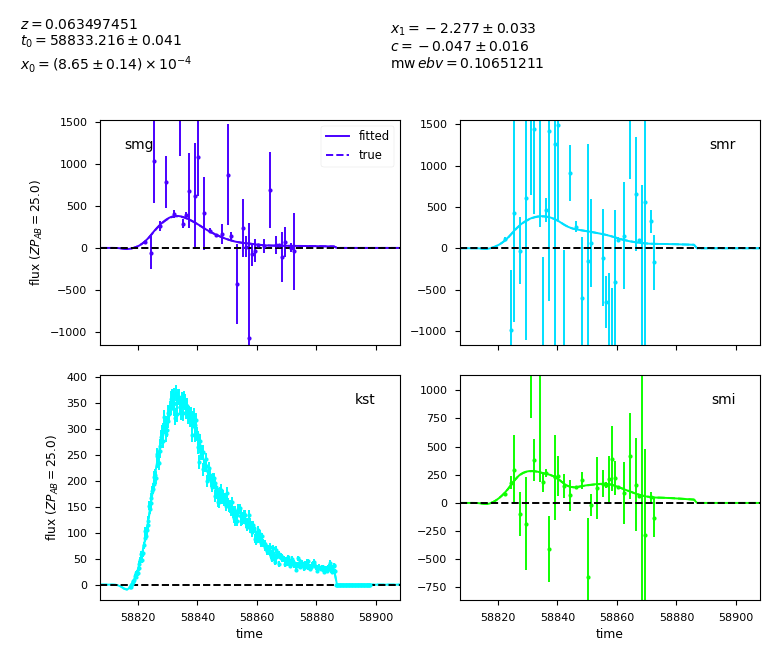 z = 0.063497451
t0 = 58833.216 ± 0.041
x0 = (8.65 ± 0.14) × 10^−4
x1 = −2.277 ± 0.033
c = −0.047 ± 0.016
mw ebv = 0.10651211
smg
fitted
true
1500
1000
500
0
−500
−1000
flux (ZP_AB = 25.0)
smr
1500
1000
500
0
−500
−1000
kst
400
350
300
250
200
150
100
50
0
flux (ZP_AB = 25.0)
58820 58840 58860 58880 58900
time
smi
1000
750
500
250
0
−250
−500
−750
58820 58840 58860 58880 58900
time